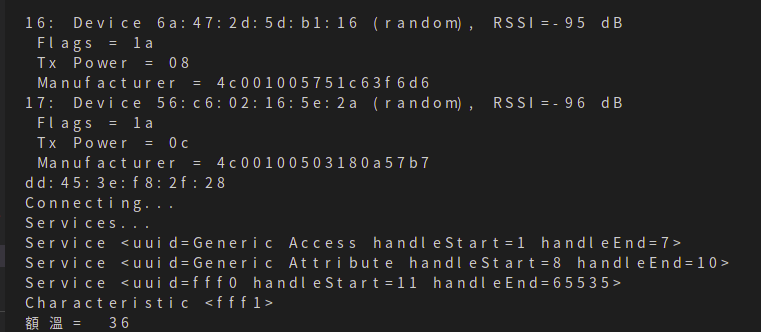 16: Device 6a:47:2d:5d:b1:16 (random), RSSI=-95 dB
Flags = 1a
Tx Power = 08
Manufacturer = 4c001005751c63f6d6
17: Device 56:c6:02:16:5e:2a (random), RSSI=-96 dB
Flags = 1a
Tx Power = 0c
Manufacturer = 4c00100503180a57b7
dd:45:3e:f8:2f:28
Connecting...
Services...
Service <uuid=Generic Access handleStart=1 handleEnd=7>
Service <uuid=Generic Attribute handleStart=8 handleEnd=10>
Service <uuid=fff0 handleStart=11 handleEnd=65535>
Characteristic <fff1>
額溫= 36